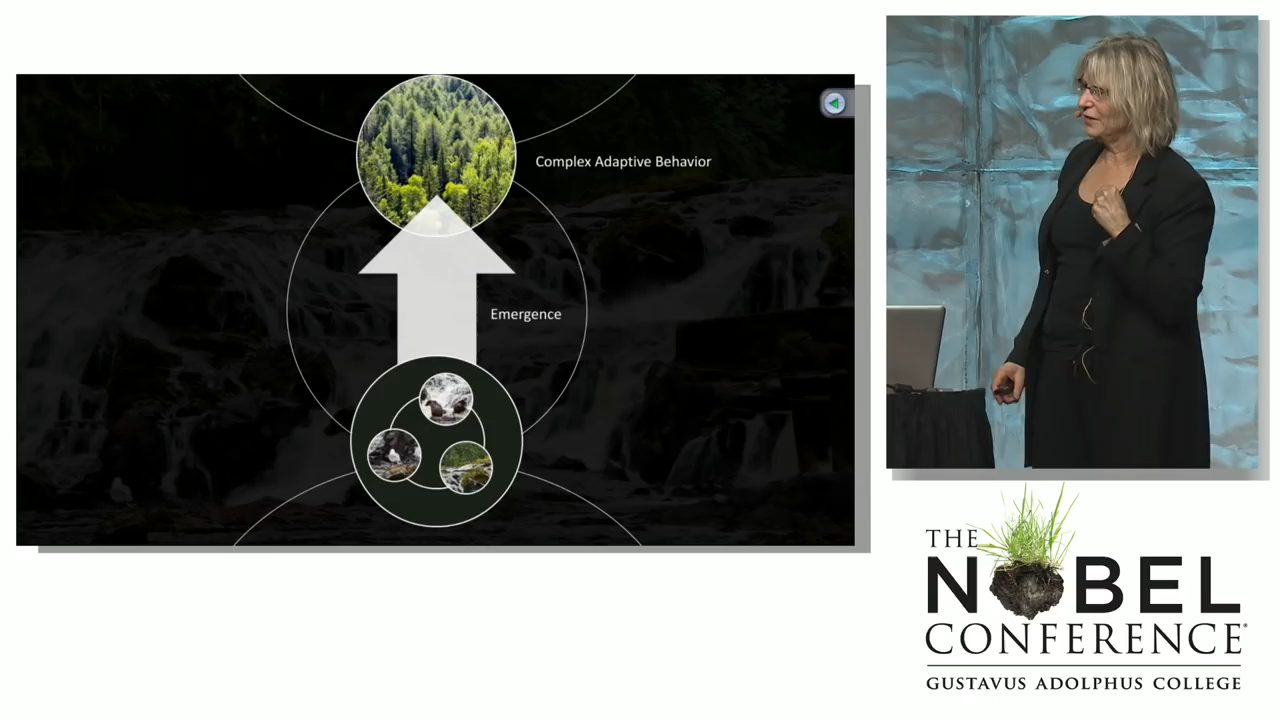 Complex Adaptive Behavior
Emergence
THE
NOBEL
CONFERENCE®
GUSTAVUS ADOLPHUS COLLEGE